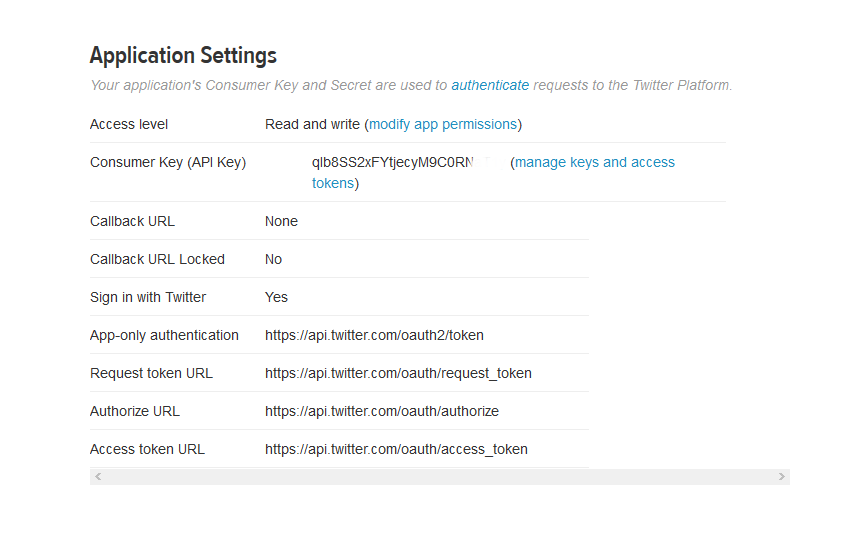 Application Settings
Your application's Consumer Key and Secret are used to authenticate requests to the Twitter Platform.
Access level Read and write (modify app permissions)
Consumer Key (API Key) (manage keys and access
tokens)
Callback URL None
Callback URL Locked No
Sign in with Twitter Yes
App-only authentication https://api.twitter.com/oauth2/token
Request token URL https://api.twitter.com/oauth/request_token
Authorize URL https://api.twitter.com/oauth/authorize
Access token URL https://api.twitter.com/oauth/access_token